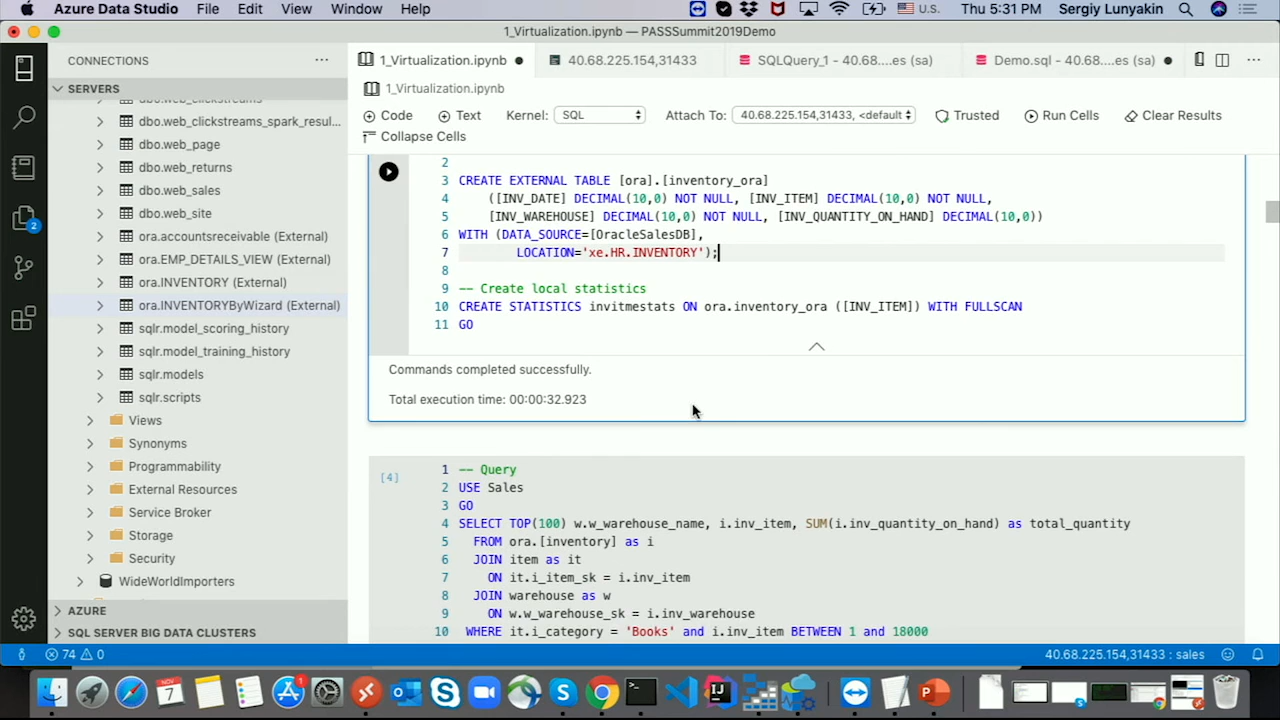 Azure Data Studio File Edit View Window Help U.S. Thu 5:31 PM Sergiy Lunyakin
1_Virtualization.ipynb — PASSSummit2019Demo
CONNECTIONS
SERVERS
dbo.web_clickstreams
dbo.web_clickstreams_spark_resul...
dbo.web_page
dbo.web_returns
dbo.web_sales
dbo.web_site
ora.accountsreceivable (External)
ora.EMP_DETAILS_VIEW (External)
ora.INVENTORY (External)
ora.INVENTORYByWizard (External)
sqlr.model_scoring_history
sqlr.model_training_history
sqlr.models
sqlr.scripts
Views
Synonyms
Programmability
External Resources
Service Broker
Storage
Security
WideWorldImporters
AZURE
SQL SERVER BIG DATA CLUSTERS
1_Virtualization.ipynb 40.68.225.154,31433 SQLQuery_1 - 40.68....es (sa) Demo.sql - 40.68....es (sa)
1_Virtualization.ipynb
Code Text Kernel: SQL Attach To: 40.68.225.154,31433, <default Trusted Run Cells Clear Results
Collapse Cells
2
3 CREATE EXTERNAL TABLE [ora].[inventory_ora]
4 ([INV_DATE] DECIMAL(10,0) NOT NULL, [INV_ITEM] DECIMAL(10,0) NOT NULL,
5 [INV_WAREHOUSE] DECIMAL(10,0) NOT NULL, [INV_QUANTITY_ON_HAND] DECIMAL(10,0))
6 WITH (DATA_SOURCE=[OracleSalesDB],
7 LOCATION='xe.HR.INVENTORY');
8
9 -- Create local statistics
10 CREATE STATISTICS invitmestats ON ora.inventory_ora ([INV_ITEM]) WITH FULLSCAN
11 GO
Commands completed successfully.
Total execution time: 00:00:32.923
[4]
1 -- Query
2 USE Sales
3 GO
4 SELECT TOP(100) w.w_warehouse_name, i.inv_item, SUM(i.inv_quantity_on_hand) as total_quantity
5 FROM ora.[inventory] as i
6 JOIN item as it
7 ON it.i_item_sk = i.inv_item
8 JOIN warehouse as w
9 ON w.w_warehouse_sk = i.inv_warehouse
10 WHERE it.i_category = 'Books' and i.inv_item BETWEEN 1 and 18000
74 0 40.68.225.154,31433 : sales
NOV
7
1